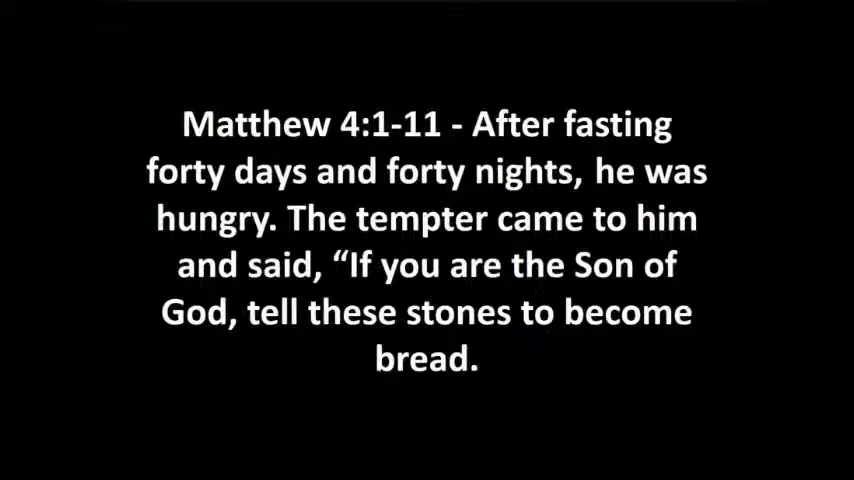 Matthew 4:1-11 - After fasting
forty days and forty nights, he was
hungry. The tempter came to him
and said, “If you are the Son of
God, tell these stones to become
bread.